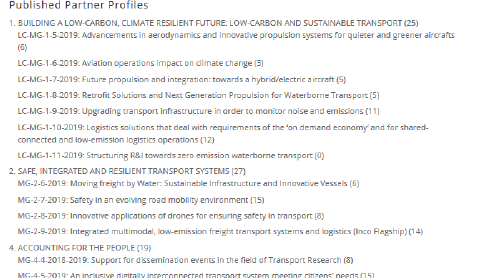 Published Partner Profiles
1. BUILDING A LOW-CARBON, CLIMATE RESILIENT FUTURE: LOW-CARBON AND SUSTAINABLE TRANSPORT (25)
LC-MG-1-5-2019: Advancements in aerodynamics and innovative propulsion systems for quieter and greener aircrafts
(6)
LC-MG-1-6-2019: Aviation operations impact on climate change (3)
LC-MG-1-7-2019: Future propulsion and integration: towards a hybrid/electric aircraft (5)
LC-MG-1-8-2019: Retrofit Solutions and Next Generation Propulsion for Waterborne Transport (5)
LC-MG-1-9-2019: Upgrading transport infrastructure in order to monitor noise and emissions (11)
LC-MG-1-10-2019: Logistics solutions that deal with requirements of the 'on demand economy' and for shared-
connected and low-emission logistics operations (12)
LC-MG-1-11-2019: Structuring R&I towards zero emission waterborne transport (0)
2. SAFE, INTEGRATED AND RESILIENT TRANSPORT SYSTEMS (27)
MG-2-6-2019: Moving freight by Water: Sustainable Infrastructure and Innovative Vessels (6)
MG-2-7-2019: Safety in an evolving road mobility environment (15)
MG-2-8-2019: Innovative applications of drones for ensuring safety in transport (8)
MG-2-9-2019: Integrated multimodal, low-emission freight transport systems and logistics (Inco Flagship) (14)
4. ACCOUNTING FOR THE PEOPLE (19)
MG-4-4-2018-2019: Support for dissemination events in the field of Transport Research (8)
MG-4-5-2019: An inclusive digitally interconnected transport system meeting citizens' needs (15)